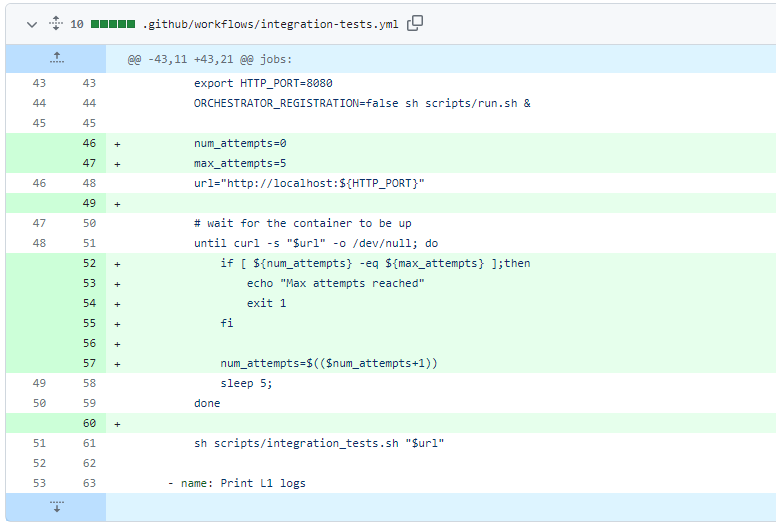 10 .github/workflows/integration-tests.yml
@@ -43,11 +43,21 @@ jobs:
43 43 export HTTP_PORT=8080
44 44 ORCHESTRATOR_REGISTRATION=false sh scripts/run.sh &
45 45
46 + num_attempts=0
47 + max_attempts=5
46 48 url="http://localhost:${HTTP_PORT}"
49 +
47 50 # wait for the container to be up
48 51 until curl -s "$url" -o /dev/null; do
52 + if [ ${num_attempts} -eq ${max_attempts} ];then
53 + echo "Max attempts reached"
54 + exit 1
55 + fi
56 +
57 + num_attempts=$(($num_attempts+1))
49 58 sleep 5;
50 59 done
60 +
51 61 sh scripts/integration_tests.sh "$url"
52 62
53 63 - name: Print L1 logs